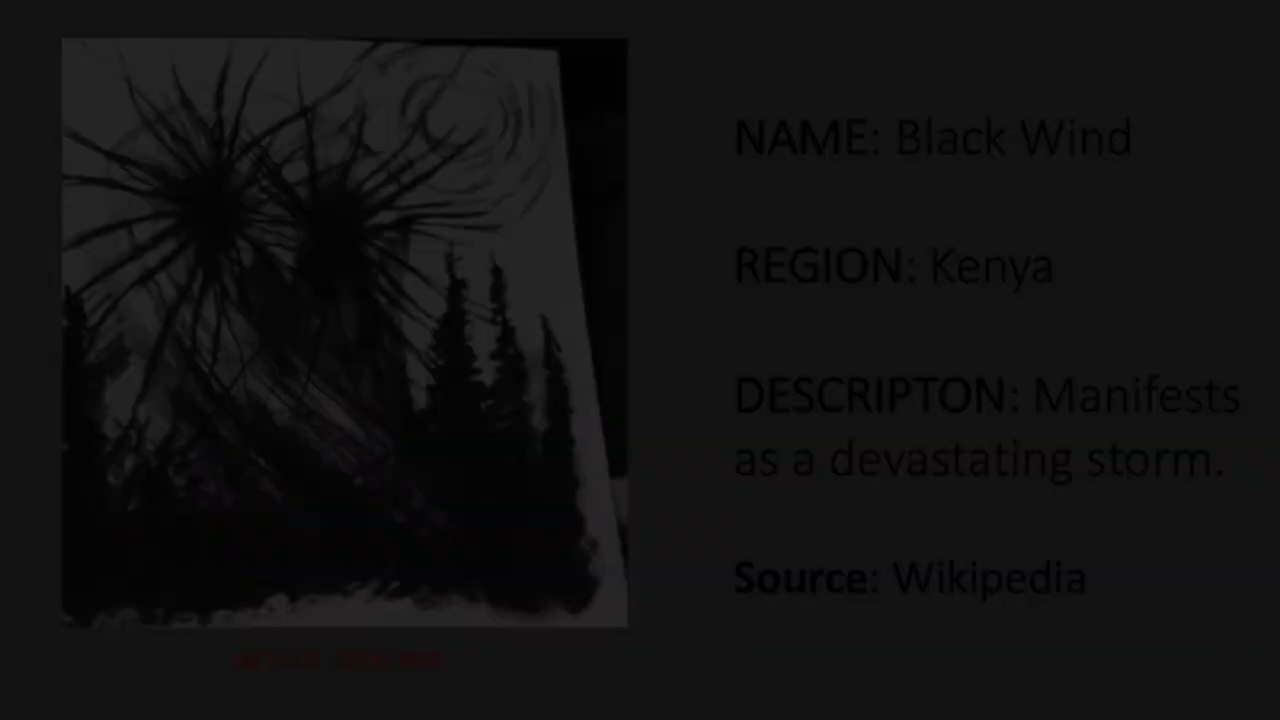 NAME: Black Wind
REGION: Kenya
DESCRIPTON: Manifests
as a devastating storm.
Source: Wikipedia